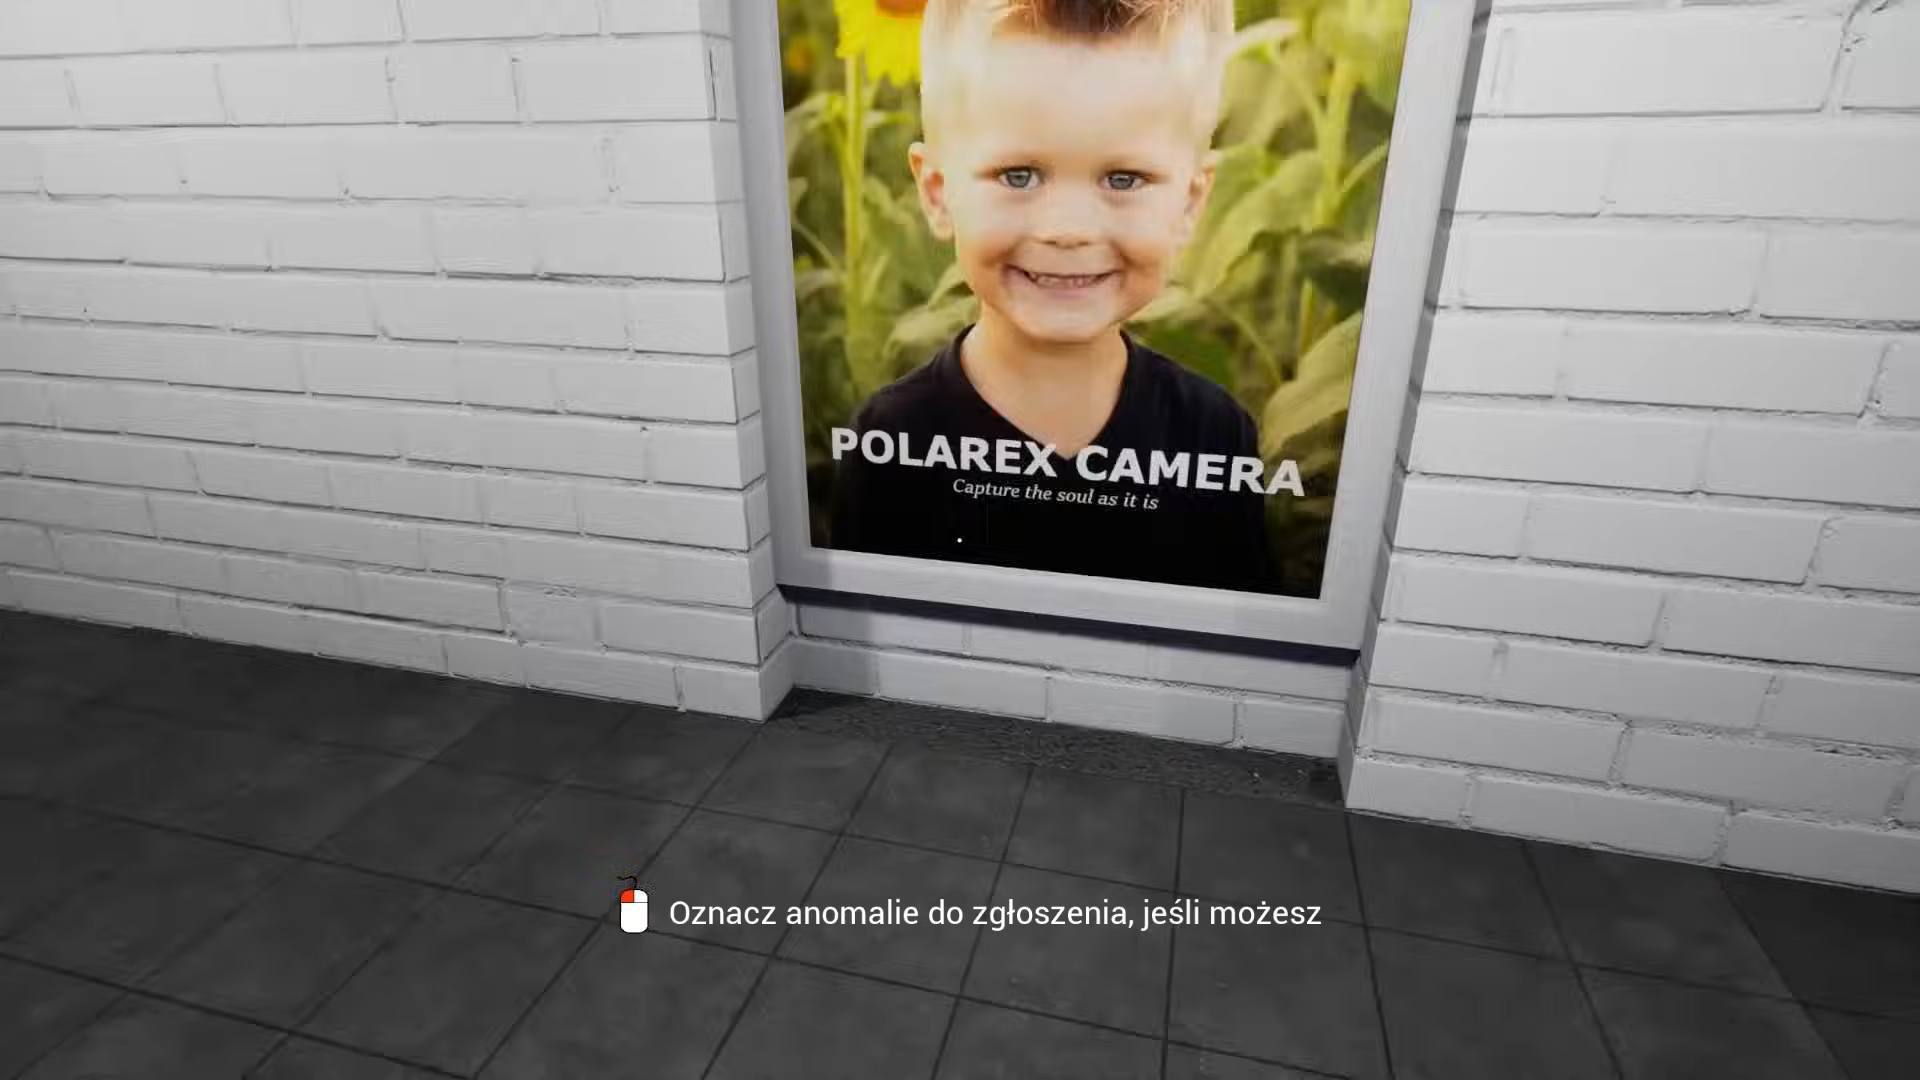 POLAREX CAMERA
Capture the soul as it is
Oznacz anomalie do zgłoszenia, jeśli możesz